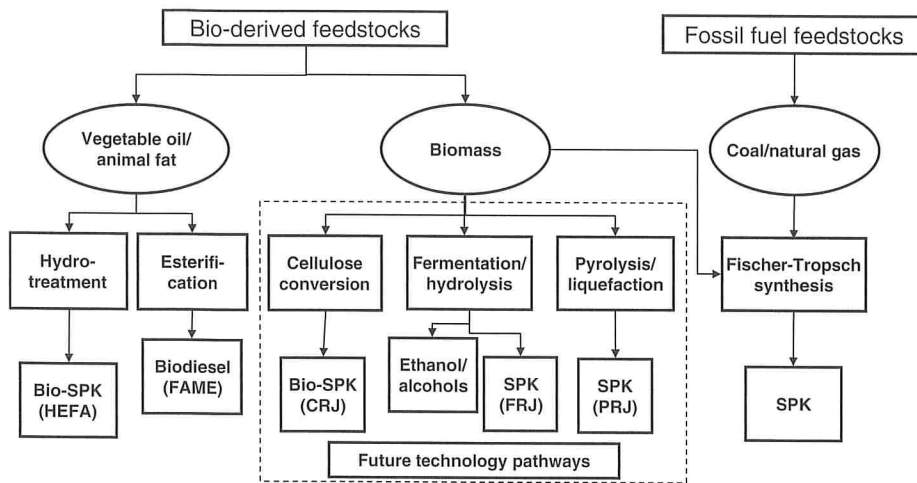 Bio-derived feedstocks
Fossil fuel feedstocks
Vegetable oil/
animal fat
Biomass
Coal/natural gas
Hydro-
treatment
Esterifi-
cation
Cellulose
conversion
Fermentation/
hydrolysis
Pyrolysis/
liquefaction
Fischer-Tropsch
synthesis
Bio-SPK
(HEFA)
Biodiesel
(FAME)
Bio-SPK
(CRJ)
Ethanol/
alcohols
SPK
(FRJ)
SPK
(PRJ)
SPK
Future technology pathways